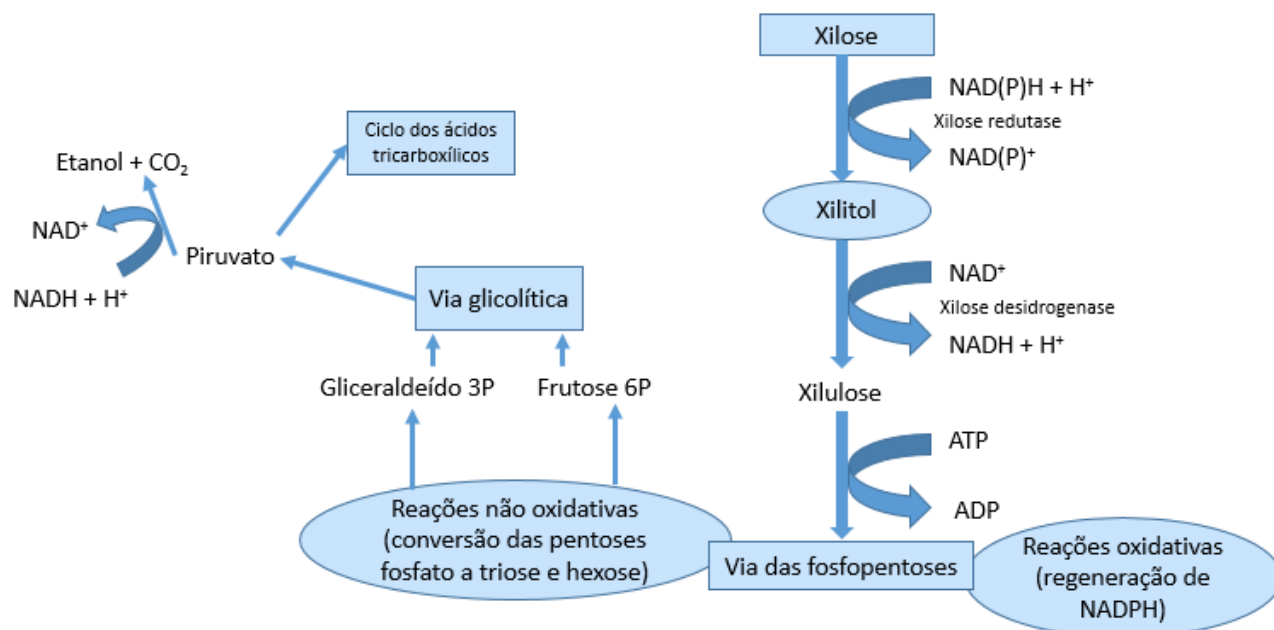 Xilose
NAD(P)H + H⁺
Xilose redutase
NAD(P)⁺
Xilitol
NAD⁺
Xilose desidrogenase
NADH + H⁺
Xilulose
ATP
ADP
Via das fosfopentoses
Reações oxidativas
(regeneração de
NADPH)
Reações não oxidativas
(conversão das pentoses
fosfato a triose e hexose)
Gliceraldeído 3P
Frutose 6P
Via glicolítica
Piruvato
Ciclo dos ácidos
tricarboxílicos
Etanol + CO₂
NAD⁺
NADH + H⁺